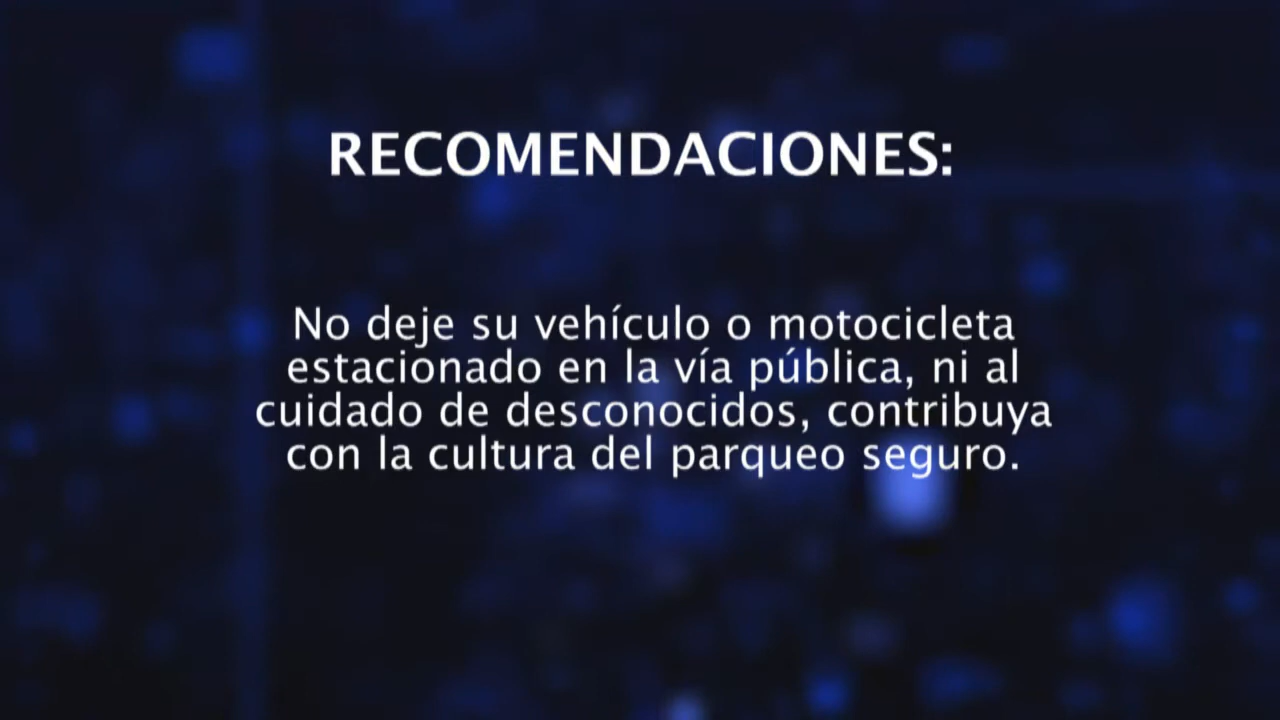 RECOMENDACIONES:
No deje su vehículo o motocicleta
estacionado en la vía pública, ni al
cuidado de desconocidos, contribuya
con la cultura del parqueo seguro.